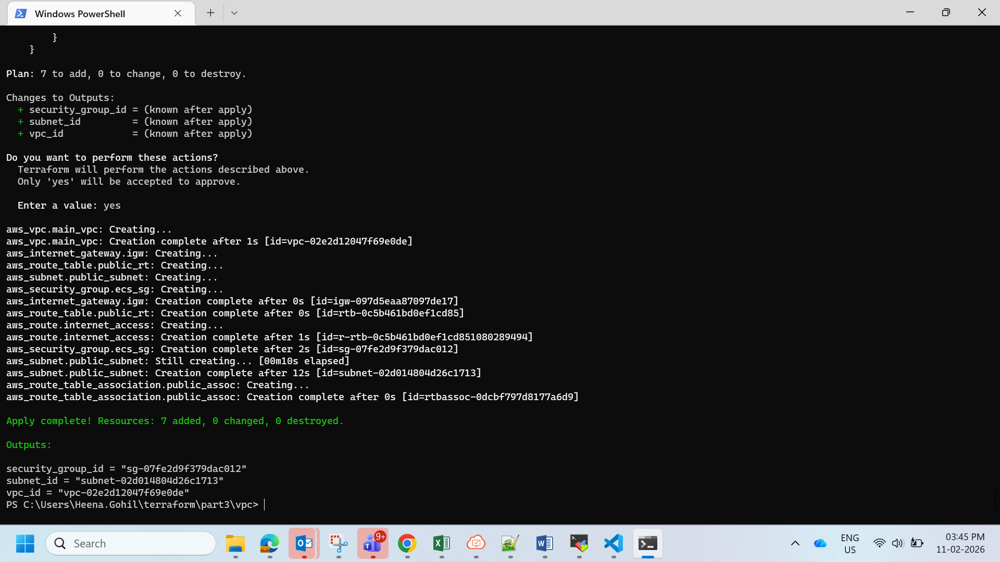 Windows PowerShell
        }
    }
Plan: 7 to add, 0 to change, 0 to destroy.
Changes to Outputs:
  + security_group_id = (known after apply)
  + subnet_id         = (known after apply)
  + vpc_id            = (known after apply)
Do you want to perform these actions?
  Terraform will perform the actions described above.
  Only 'yes' will be accepted to approve.
  Enter a value: yes
aws_vpc.main_vpc: Creating...
aws_vpc.main_vpc: Creation complete after 1s [id=vpc-02e2d12047f69e0de]
aws_internet_gateway.igw: Creating...
aws_route_table.public_rt: Creating...
aws_subnet.public_subnet: Creating...
aws_security_group.ecs_sg: Creating...
aws_internet_gateway.igw: Creation complete after 0s [id=igw-097d5eaa87097de17]
aws_route_table.public_rt: Creation complete after 0s [id=rtb-0c5b461bd0ef1cd85]
aws_route.internet_access: Creating...
aws_route.internet_access: Creation complete after 1s [id=r-rtb-0c5b461bd0ef1cd851080289494]
aws_security_group.ecs_sg: Creation complete after 2s [id=sg-07fe2d9f379dac012]
aws_subnet.public_subnet: Still creating... [00m10s elapsed]
aws_subnet.public_subnet: Creation complete after 12s [id=subnet-02d014804d26c1713]
aws_route_table_association.public_assoc: Creating...
aws_route_table_association.public_assoc: Creation complete after 0s [id=rtbassoc-0dcbf797d8177a6d9]
Apply complete! Resources: 7 added, 0 changed, 0 destroyed.
Outputs:
security_group_id = "sg-07fe2d9f379dac012"
subnet_id = "subnet-02d014804d26c1713"
vpc_id = "vpc-02e2d12047f69e0de"
PS C:\Users\Heena.Gohil\terraform\part3\vpc>
Search
9+
ENG
US
03:45 PM
11-02-2026